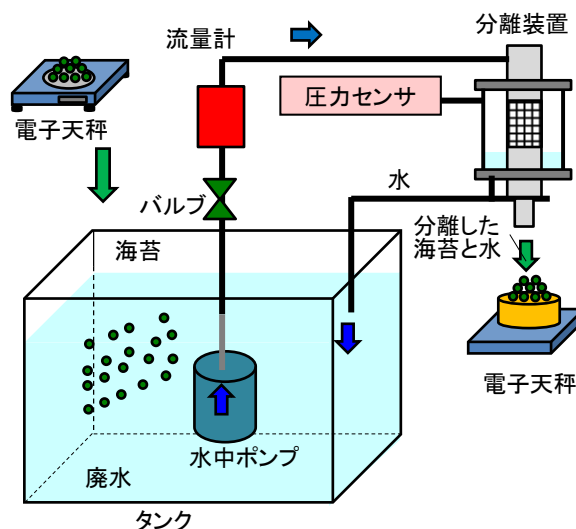 流量計
分離装置
電子天秤
圧力センサ
バルブ
水
海苔
分離した
海苔と水
電子天秤
水中ポンプ
廃水
タンク